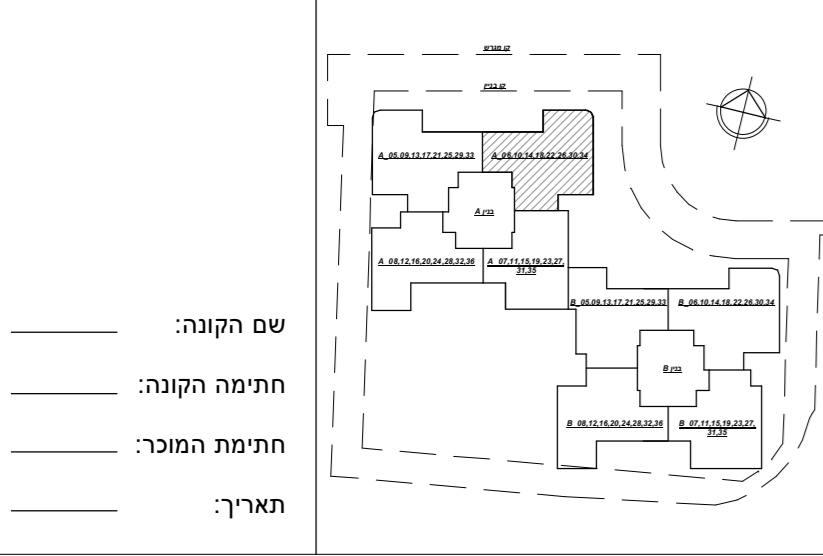 קו מגרש
קו בניין
A_05,09,13,17,21,25,29,33
A_06,10,14,18,22,26,30,34
בניין A
A_08,12,16,20,24,28,32,36
A_07,11,15,19,23,27,
31,35
B_05,09,13,17,21,25,29,33
B_06,10,14,18,22,26,30,34
בניין B
B_08,12,16,20,24,28,32,36
B_07,11,15,19,23,27,
31,35
שם הקונה:
חתימה הקונה:
חתימת המוכר:
תאריך: